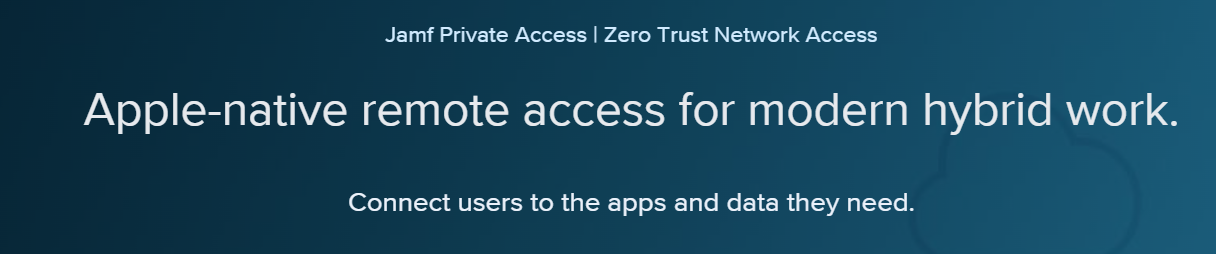 Jamf Private Access | Zero Trust Network Access
Apple-native remote access for modern hybrid work.
Connect users to the apps and data they need.